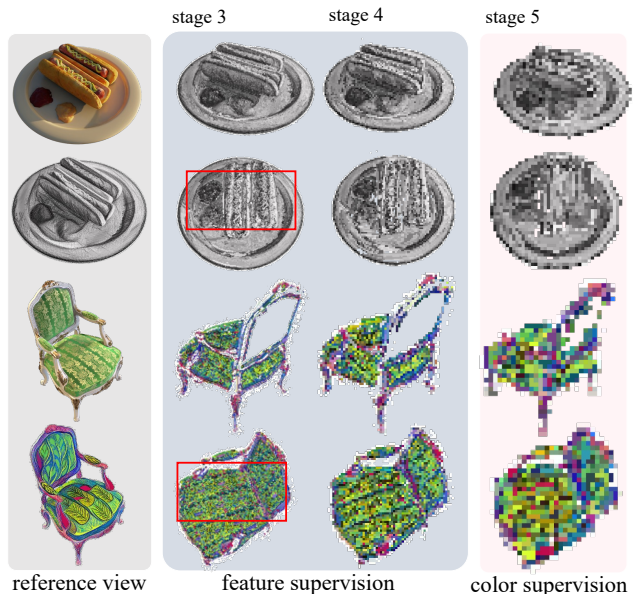 stage 3
stage 4
stage 5
reference view
feature supervision
color supervision